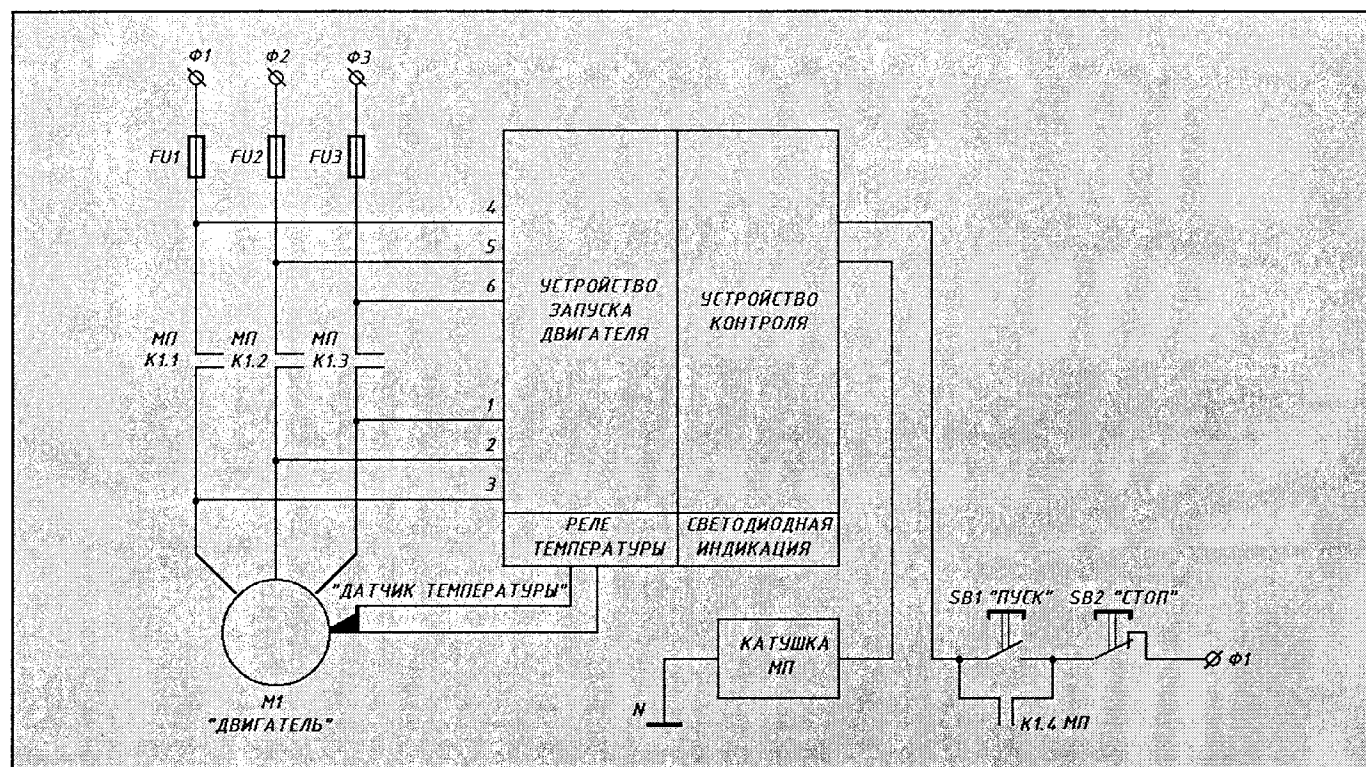 Ф1
Ф2
Ф3
FU1
FU2
FU3
4
5
6
УСТРОЙСТВО
ЗАПУСКА
ДВИГАТЕЛЯ
УСТРОЙСТВО
КОНТРОЛЯ
МП
К1.1
МП
К1.2
МП
К1.3
1
2
3
РЕЛЕ
ТЕМПЕРАТУРЫ
СВЕТОДИОДНАЯ
ИНДИКАЦИЯ
"ДАТЧИК ТЕМПЕРАТУРЫ"
SB1 "ПУСК"
SB2 "СТОП"
КАТУШКА
МП
Ф1
М1
"ДВИГАТЕЛЬ"
N
К1.4 МП